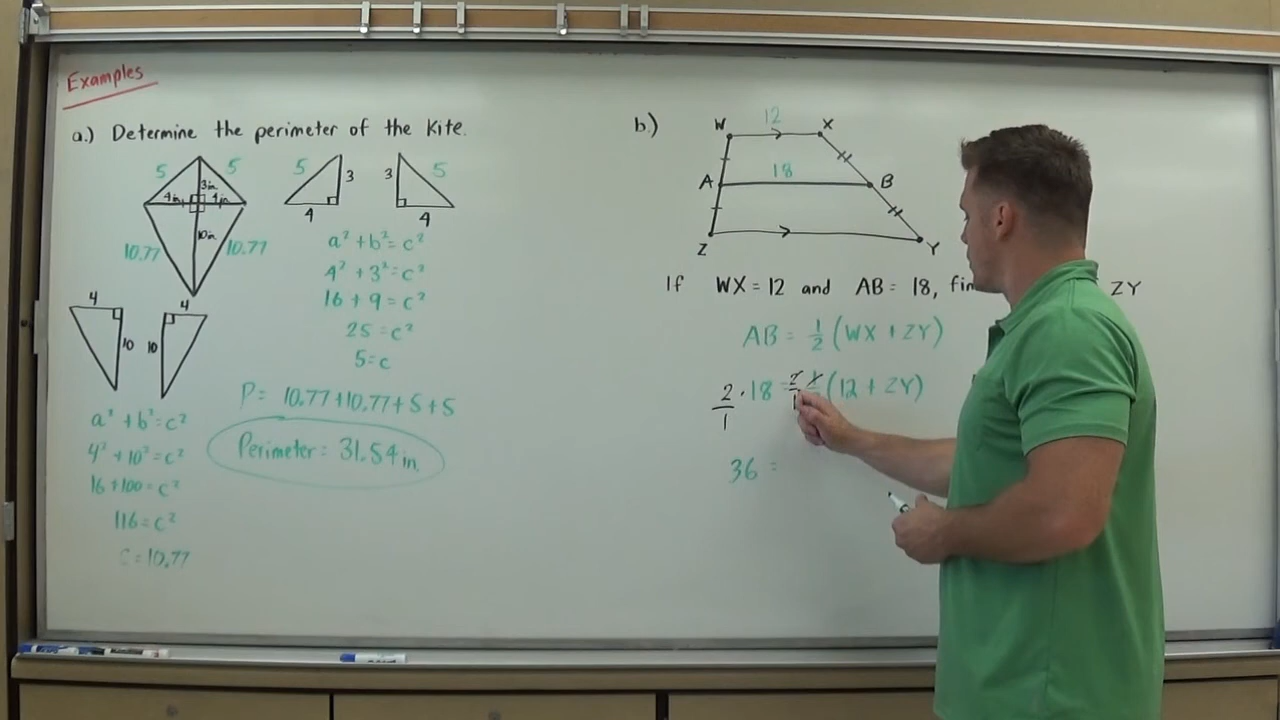 Examples
a.) Determine the perimeter of the kite.
5 5
3in.
4in. 4in.
10in.
10.77 10.77
5 3
4
3 5
4
a² + b² = c²
4² + 3² = c²
16 + 9 = c²
25 = c²
5 = c
4 4
10 10
a² + b² = c²
4² + 10² = c²
16 + 100 = c²
116 = c²
C = 10.77
P = 10.77+10.77+5+5
Perimeter: 31.54 in.
b.)
W 12 X
A 18 B
Z Y
If WX = 12 and AB = 18, fin ZY
AB = 1/2 (WX + ZY)
2/1 · 18 = 2/1 (12 + ZY)
36 =